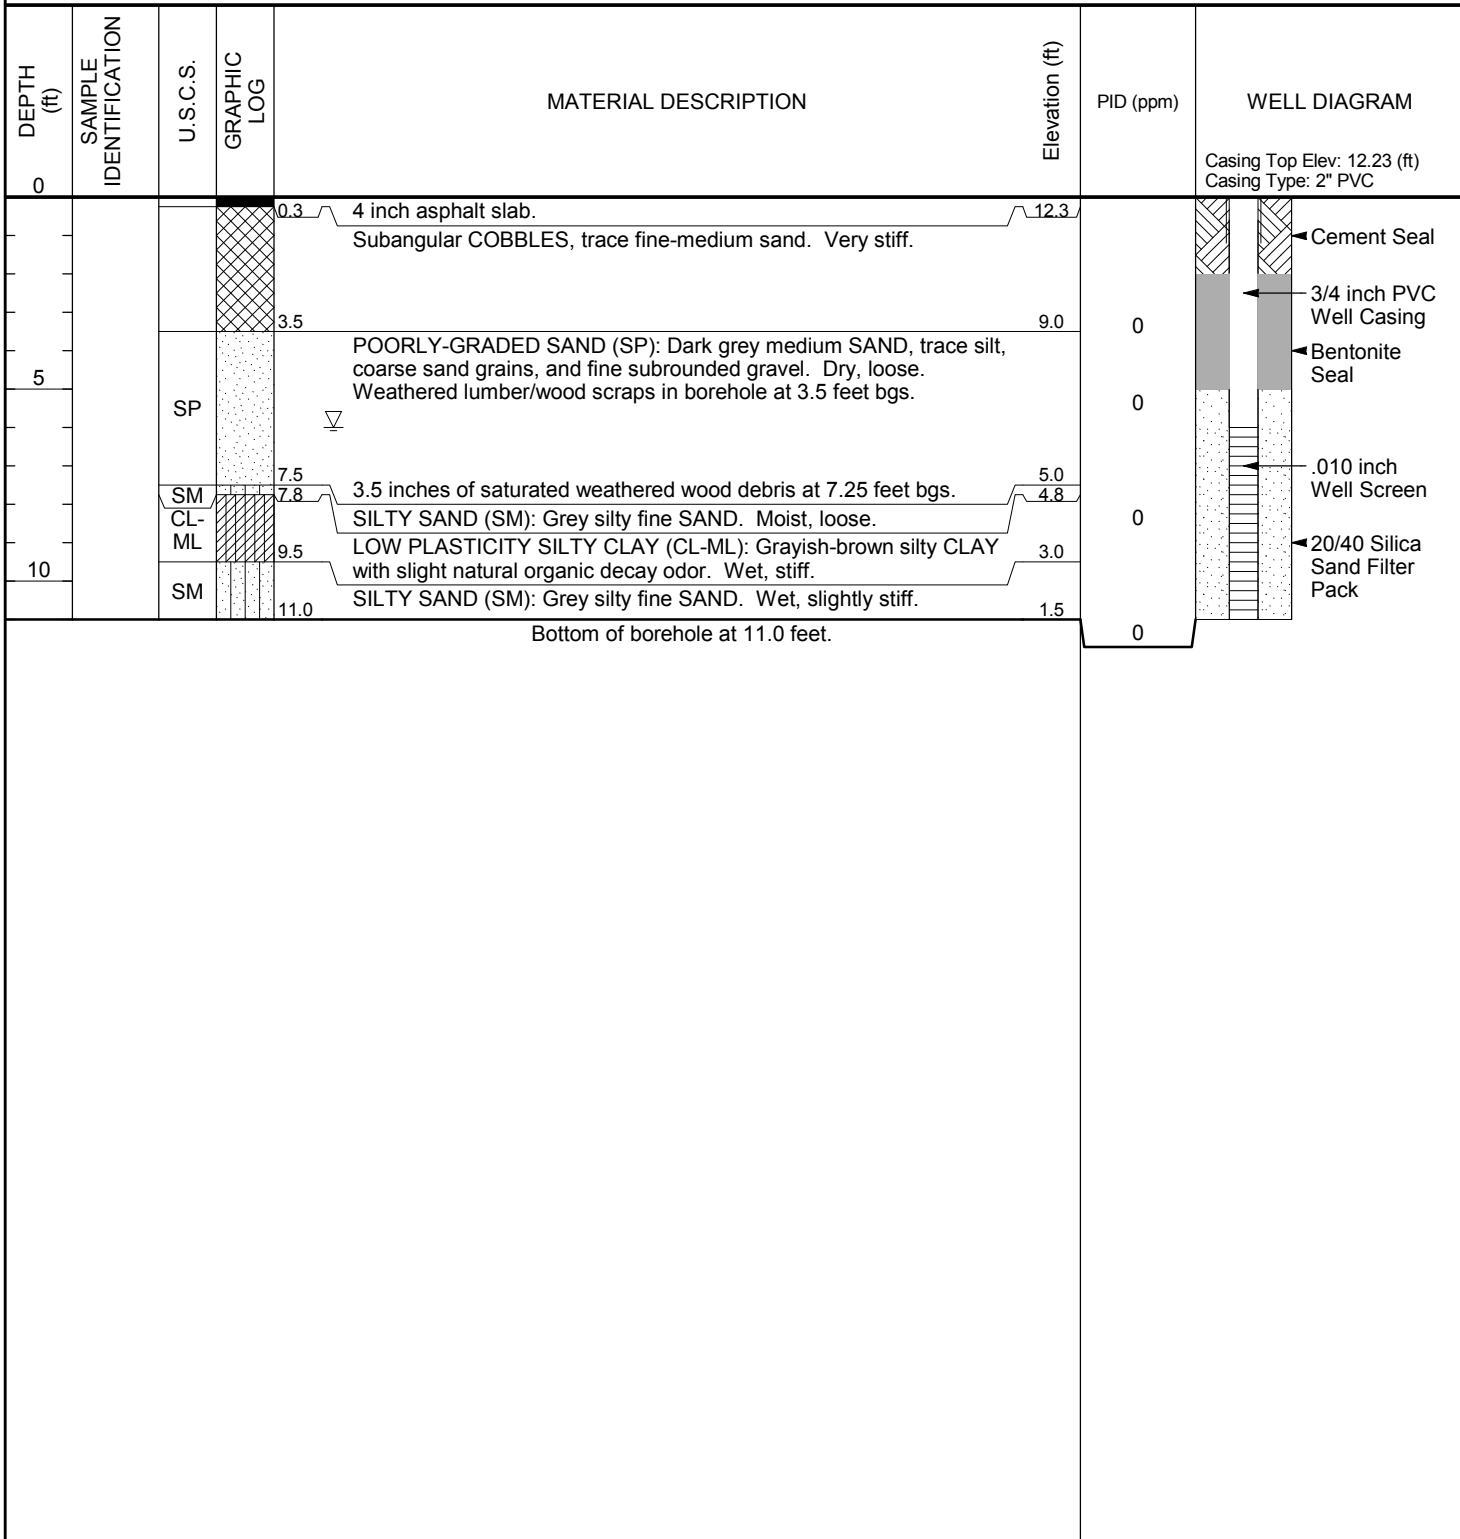 DEPTH
(ft)
SAMPLE
IDENTIFICATION
U.S.C.S.
GRAPHIC
LOG
MATERIAL DESCRIPTION
Elevation (ft)
PID (ppm)
WELL DIAGRAM
Casing Top Elev: 12.23 (ft)
Casing Type: 2" PVC
0
0.3 4 inch asphalt slab. 12.3
Subangular COBBLES, trace fine-medium sand. Very stiff.
Cement Seal
3/4 inch PVC
Well Casing
3.5 9.0 0
POORLY-GRADED SAND (SP): Dark grey medium SAND, trace silt,
coarse sand grains, and fine subrounded gravel. Dry, loose.
Weathered lumber/wood scraps in borehole at 3.5 feet bgs.
Bentonite
Seal
5
SP
0
7.5 5.0
.010 inch
Well Screen
SM
7.8 3.5 inches of saturated weathered wood debris at 7.25 feet bgs. 4.8
SILTY SAND (SM): Grey silty fine SAND. Moist, loose.
0
CL-
ML
9.5 LOW PLASTICITY SILTY CLAY (CL-ML): Grayish-brown silty CLAY 3.0
with slight natural organic decay odor. Wet, stiff.
20/40 Silica
Sand Filter
Pack
10
SM
SILTY SAND (SM): Grey silty fine SAND. Wet, slightly stiff.
11.0 1.5
Bottom of borehole at 11.0 feet.
0